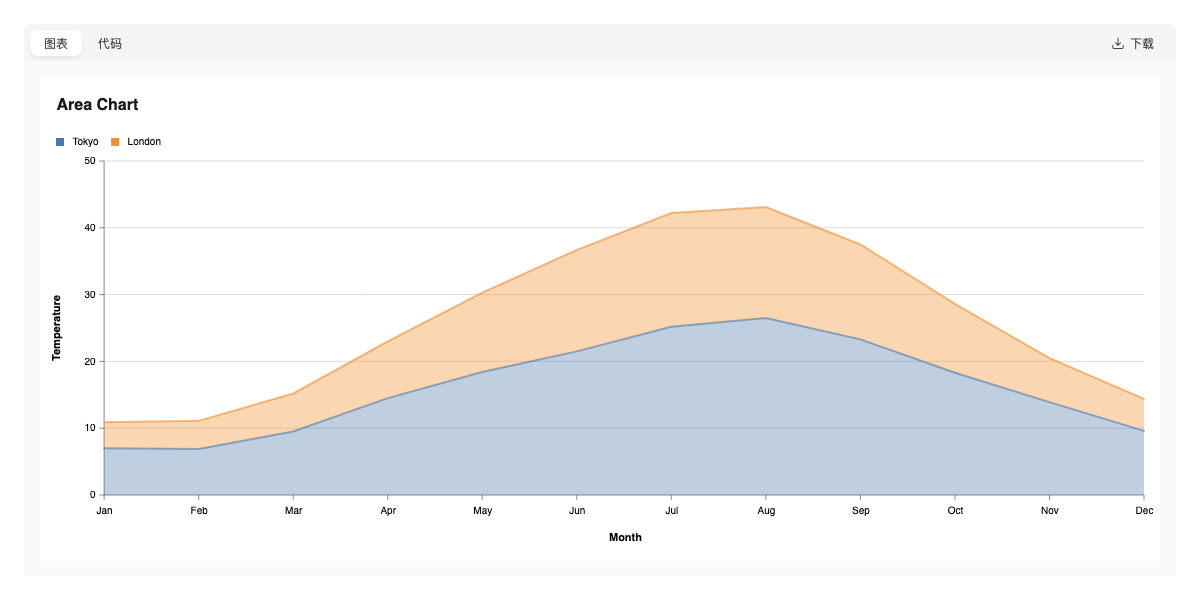 图表 代码 下载
Area Chart
Tokyo London
50
40
30
20
10
0
Temperature
Jan Feb Mar Apr May Jun Jul Aug Sep Oct Nov Dec
Month